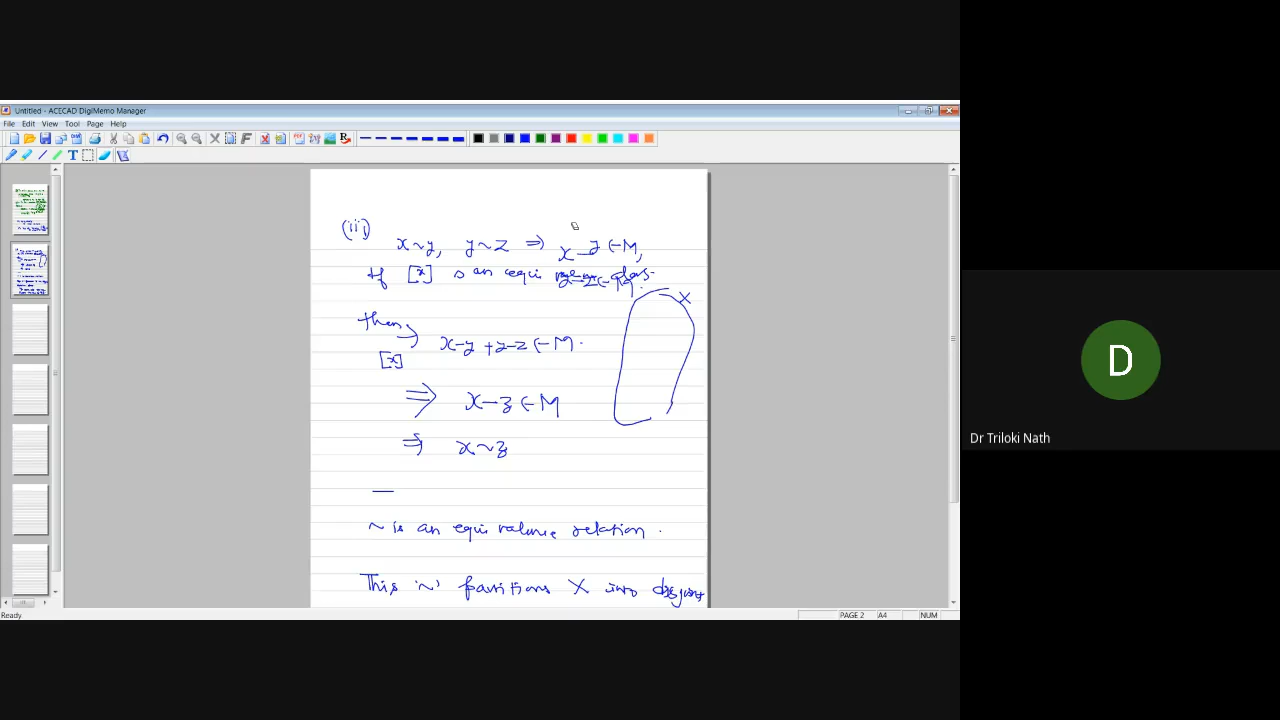 Untitled - ACECAD DigiMemo Manager
File Edit View Tool Page Help
(iii)
x~y, y~z ⇒ x-y ∈ M,
If [x] is an equi class.
y-z ∈ M.
X
then
→ x-y + y-z ∈ M.
[x]
⇒ x-z ∈ M
⇒ x~z
~ is an equivalence relation.
This '~' partitions X into disjoint
Ready PAGE 2 A4 NUM
D
Dr Triloki Nath